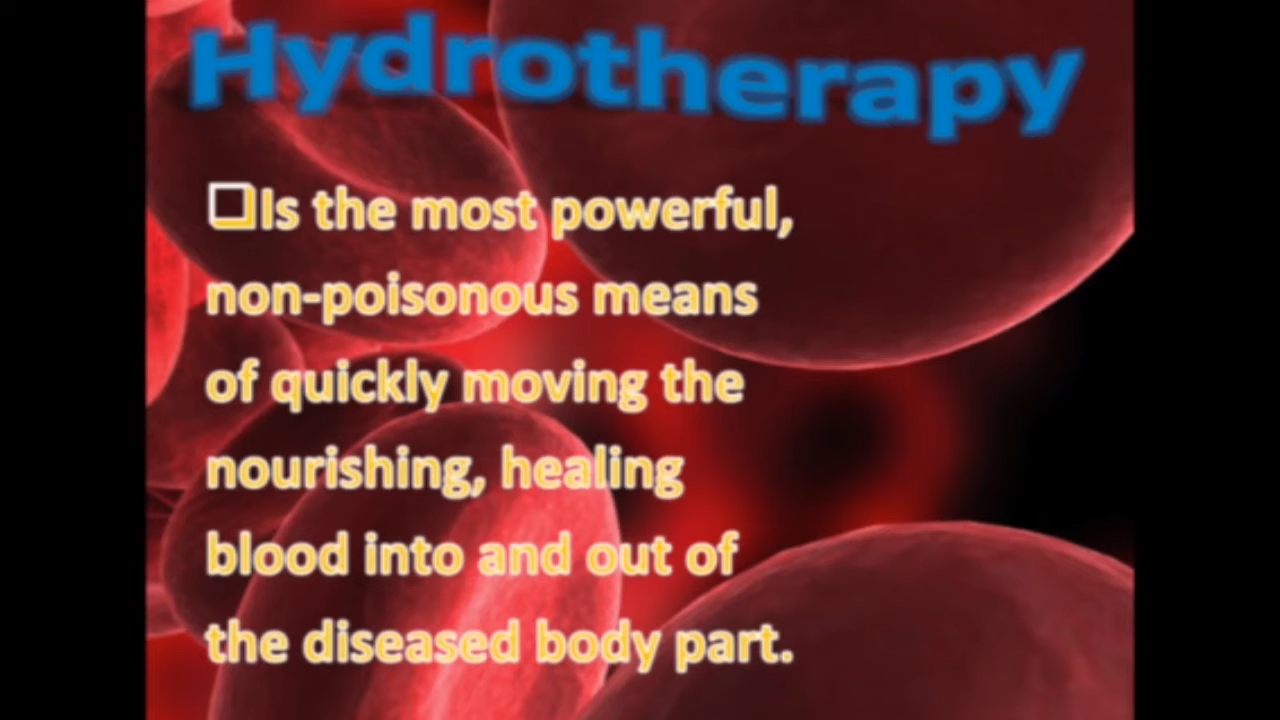 Hydrotherapy
❑Is the most powerful,
non-poisonous means
of quickly moving the
nourishing, healing
blood into and out of
the diseased body part.